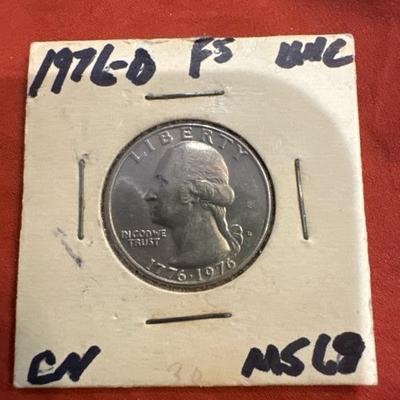 1976-D FS UNC
LIBERTY
IN GOD WE
TRUST
D
1776·1976
CN MS68